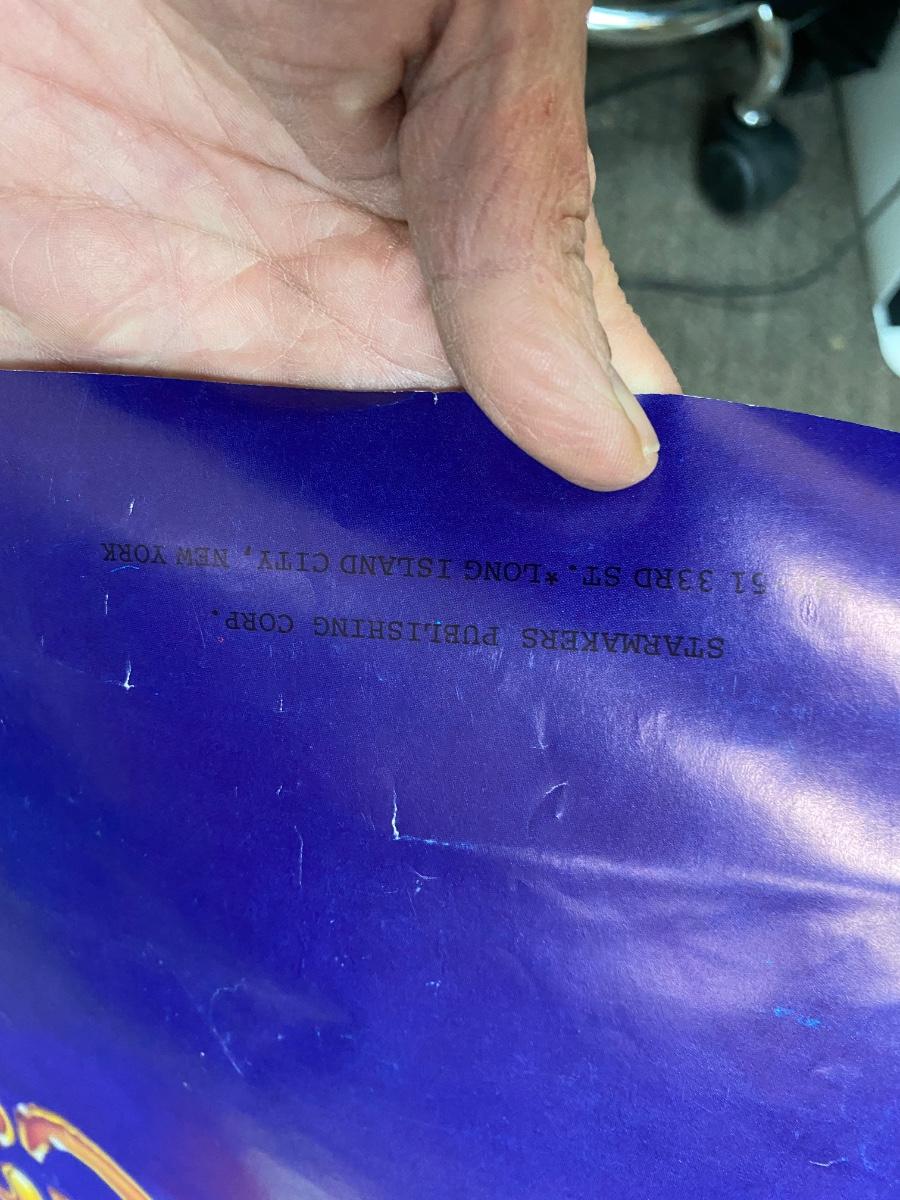 STARMAKERS PUBLISHING CORP.
51 33RD ST.*LONG ISLAND CITY, NEW YORK